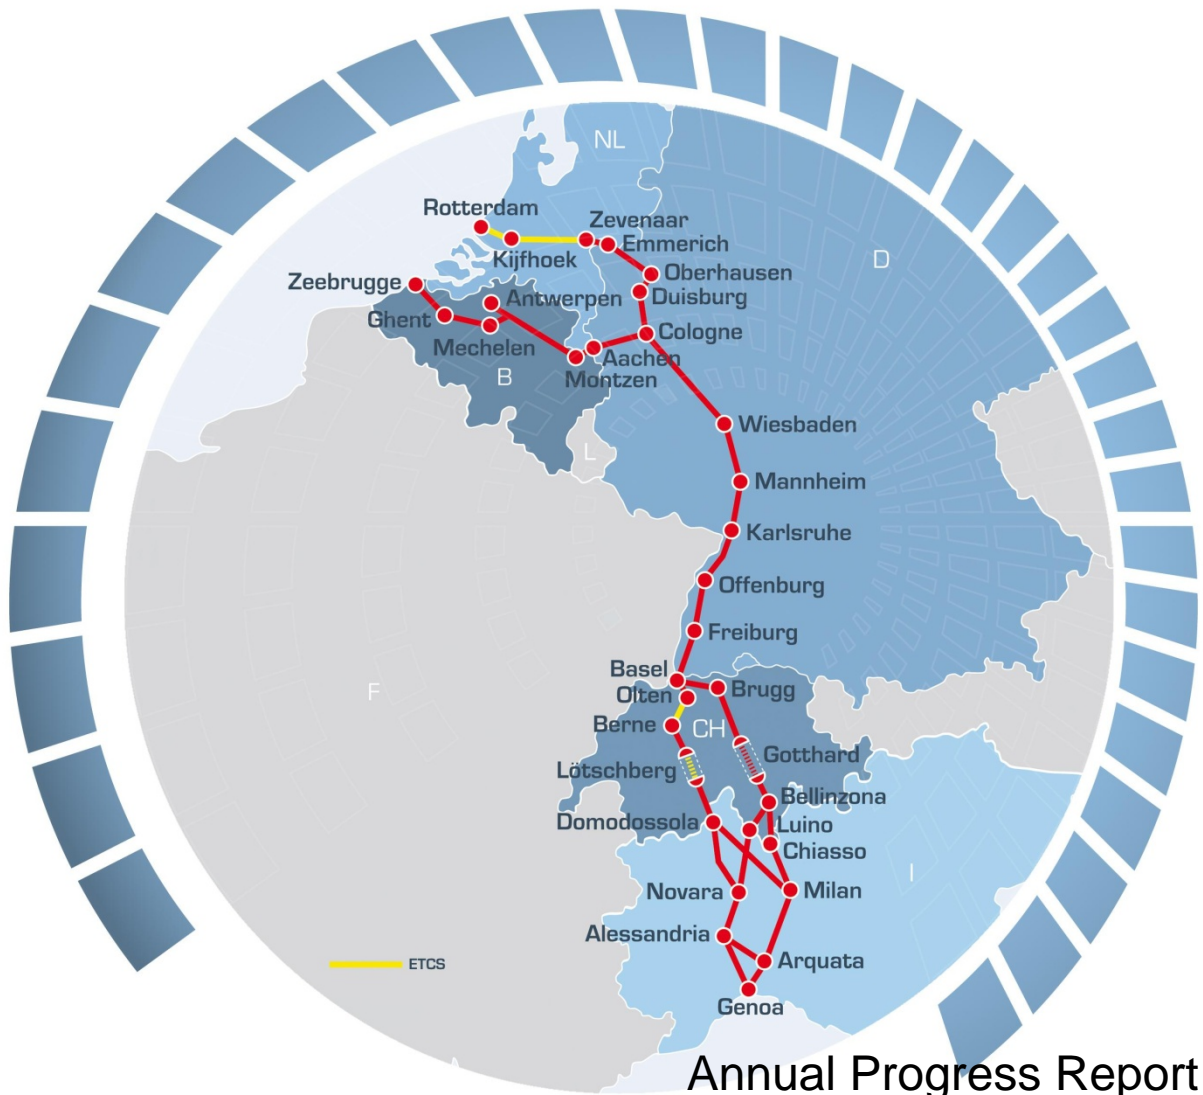 NL
Rotterdam
Zevenaar
Emmerich
Kijfhoek
D
Oberhausen
Zeebrugge
Antwerpen
Duisburg
Ghent
Cologne
Mechelen
Aachen
B
Montzen
Wiesbaden
L
Mannheim
Karlsruhe
Offenburg
Freiburg
Basel
Brugg
F
Olten
Berne
CH
Gotthard
Lötschberg
Bellinzona
Domodossola
Luino
Chiasso
I
Novara
Milan
Alessandria
Arquata
ETCS
Genoa
Annual Progress Report